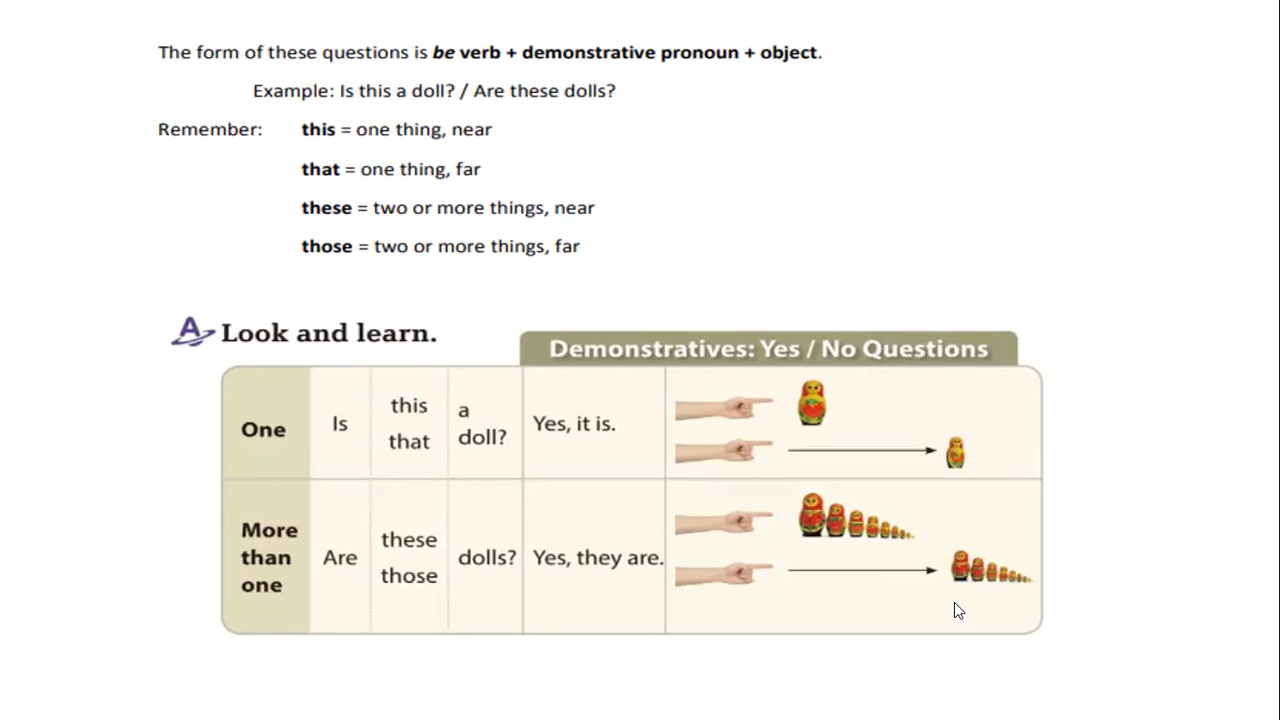 The form of these questions is be verb + demonstrative pronoun + object.
Example: Is this a doll? / Are these dolls?
Remember: this = one thing, near
that = one thing, far
these = two or more things, near
those = two or more things, far
A Look and learn.
Demonstratives: Yes / No Questions
One
Is
this
that
a
doll?
Yes, it is.
More
than
one
Are
these
those
dolls?
Yes, they are.